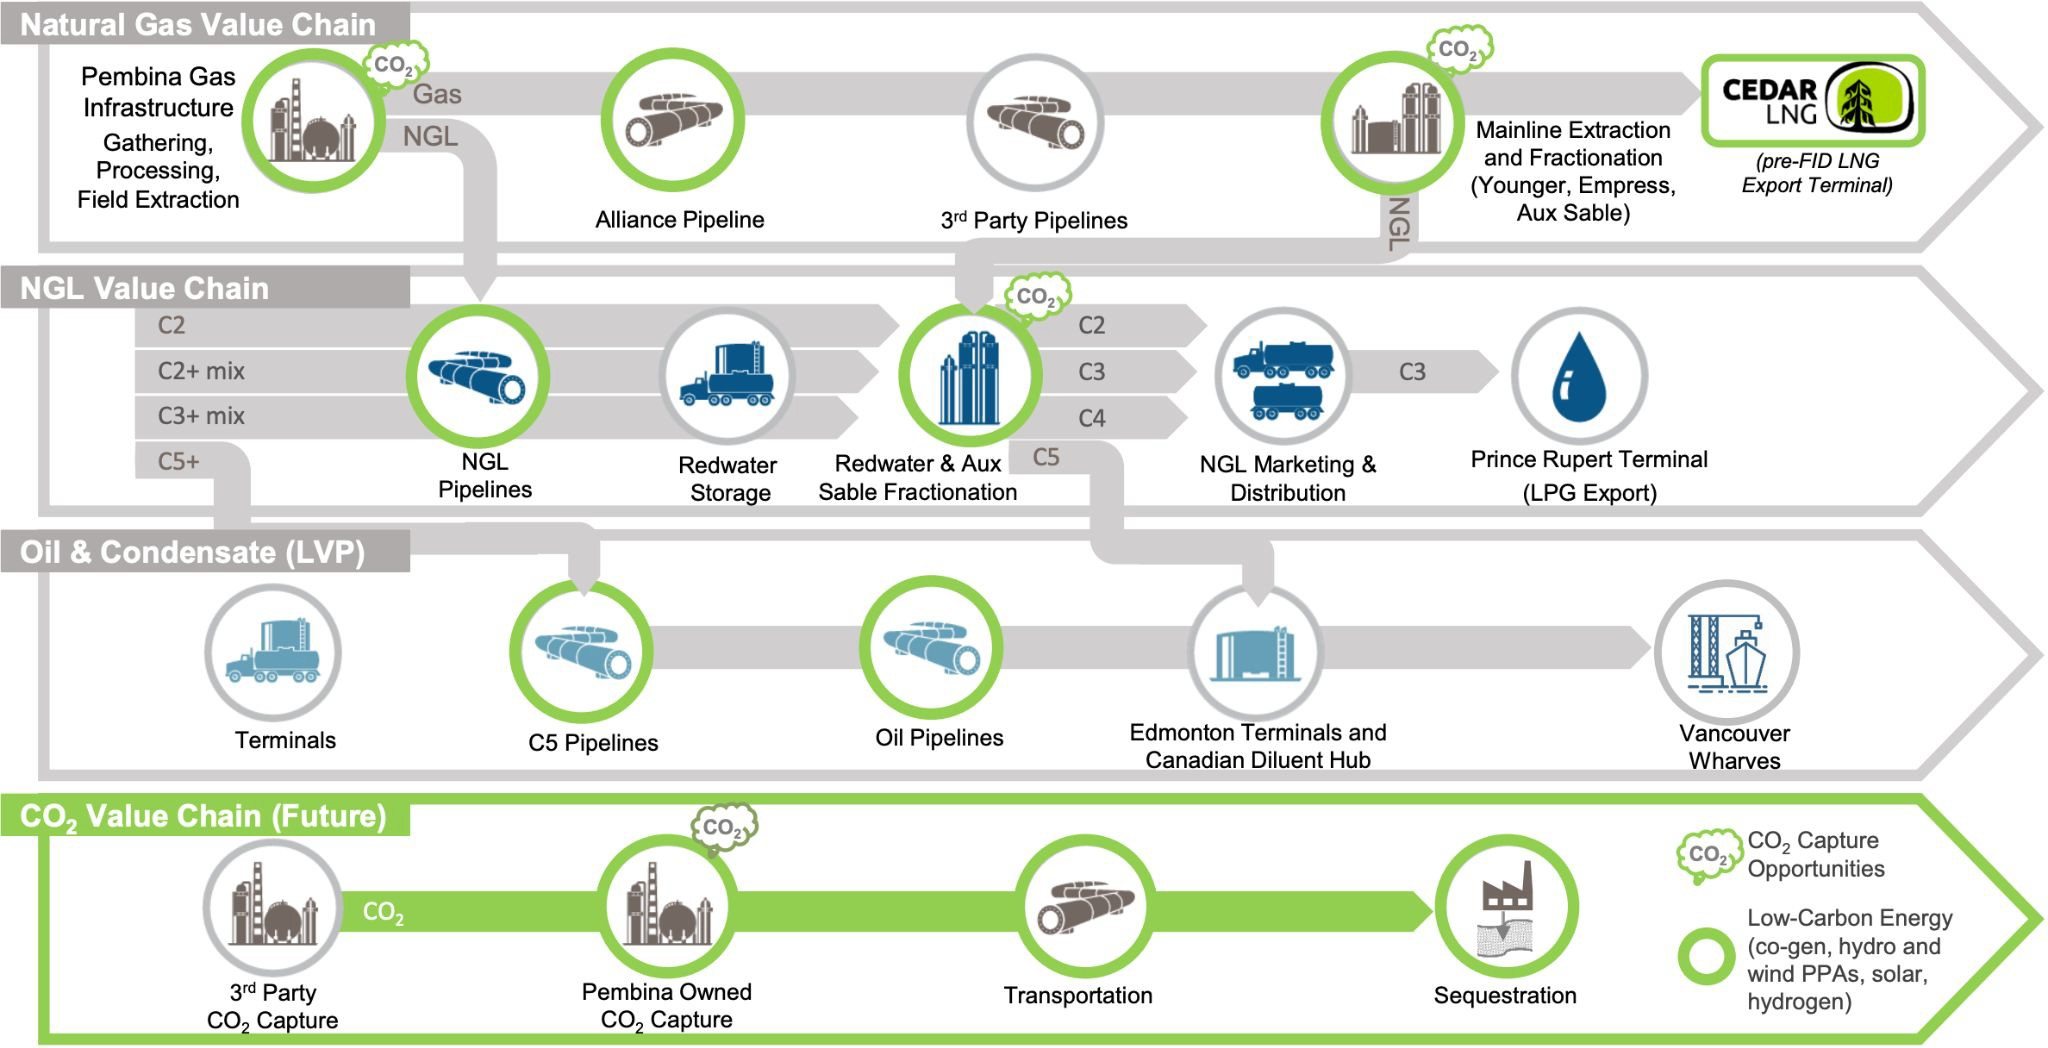 Natural Gas Value Chain
Pembina Gas
Infrastructure
Gathering,
Processing,
Field Extraction
CO2
Gas
NGL
Alliance Pipeline
3rd Party Pipelines
CO2
Mainline Extraction
and Fractionation
(Younger, Empress,
Aux Sable)
NGL
CEDAR
LNG
(pre-FID LNG
Export Terminal)
NGL Value Chain
C2
C2+ mix
C3+ mix
C5+
NGL
Pipelines
Redwater
Storage
CO2
Redwater & Aux
Sable Fractionation
C2
C3
C4
C5
NGL Marketing &
Distribution
C3
Prince Rupert Terminal
(LPG Export)
Oil & Condensate (LVP)
Terminals
C5 Pipelines
Oil Pipelines
Edmonton Terminals and
Canadian Diluent Hub
Vancouver
Wharves
CO2 Value Chain (Future)
3rd Party
CO2 Capture
CO2
CO2
Pembina Owned
CO2 Capture
Transportation
Sequestration
CO2
CO2 Capture
Opportunities
Low-Carbon Energy
(co-gen, hydro and
wind PPAs, solar,
hydrogen)